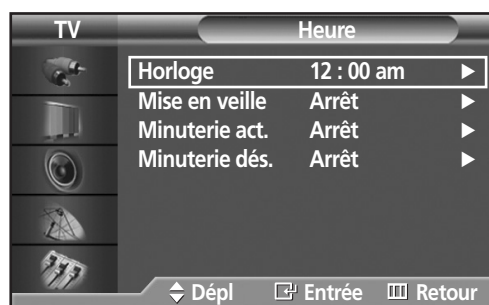 TV Heure
Horloge 12 : 00 am ►
Mise en veille Arrêt ►
Minuterie act. Arrêt ►
Minuterie dés. Arrêt ►
Dépl Entrée Retour